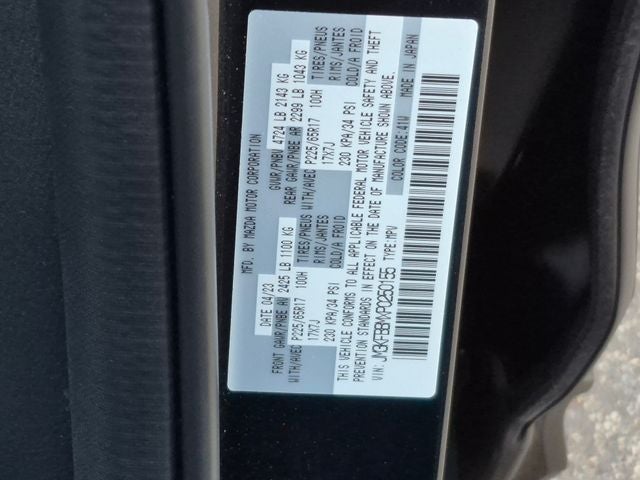 MFD. BY MAZDA MOTOR CORPORATION
DATE 04/23 GVWR/PNBV 4724 LB 2143 KG
FRONT GAWR/PNBE AV 2425 LB 1100 KG REAR GAWR/PNBE AR 2299 LB 1043 KG
WITH/AVEC TIRES/PNEUS WITH/AVEC TIRES/PNEUS
P225/65R17 100H RIMS/JANTES P225/65R17 100H RIMS/JANTES
17X7J COLD/A FROID 17X7J COLD/A FROID
230 KPA/34 PSI 230 KPA/34 PSI
THIS VEHICLE CONFORMS TO ALL APPLICABLE FEDERAL MOTOR VEHICLE SAFETY AND THEFT
PREVENTION STANDARDS IN EFFECT ON THE DATE OF MANUFACTURE SHOWN ABOVE.
VIN: TYPE:MPV COLOR CODE:41W MADE IN JAPAN